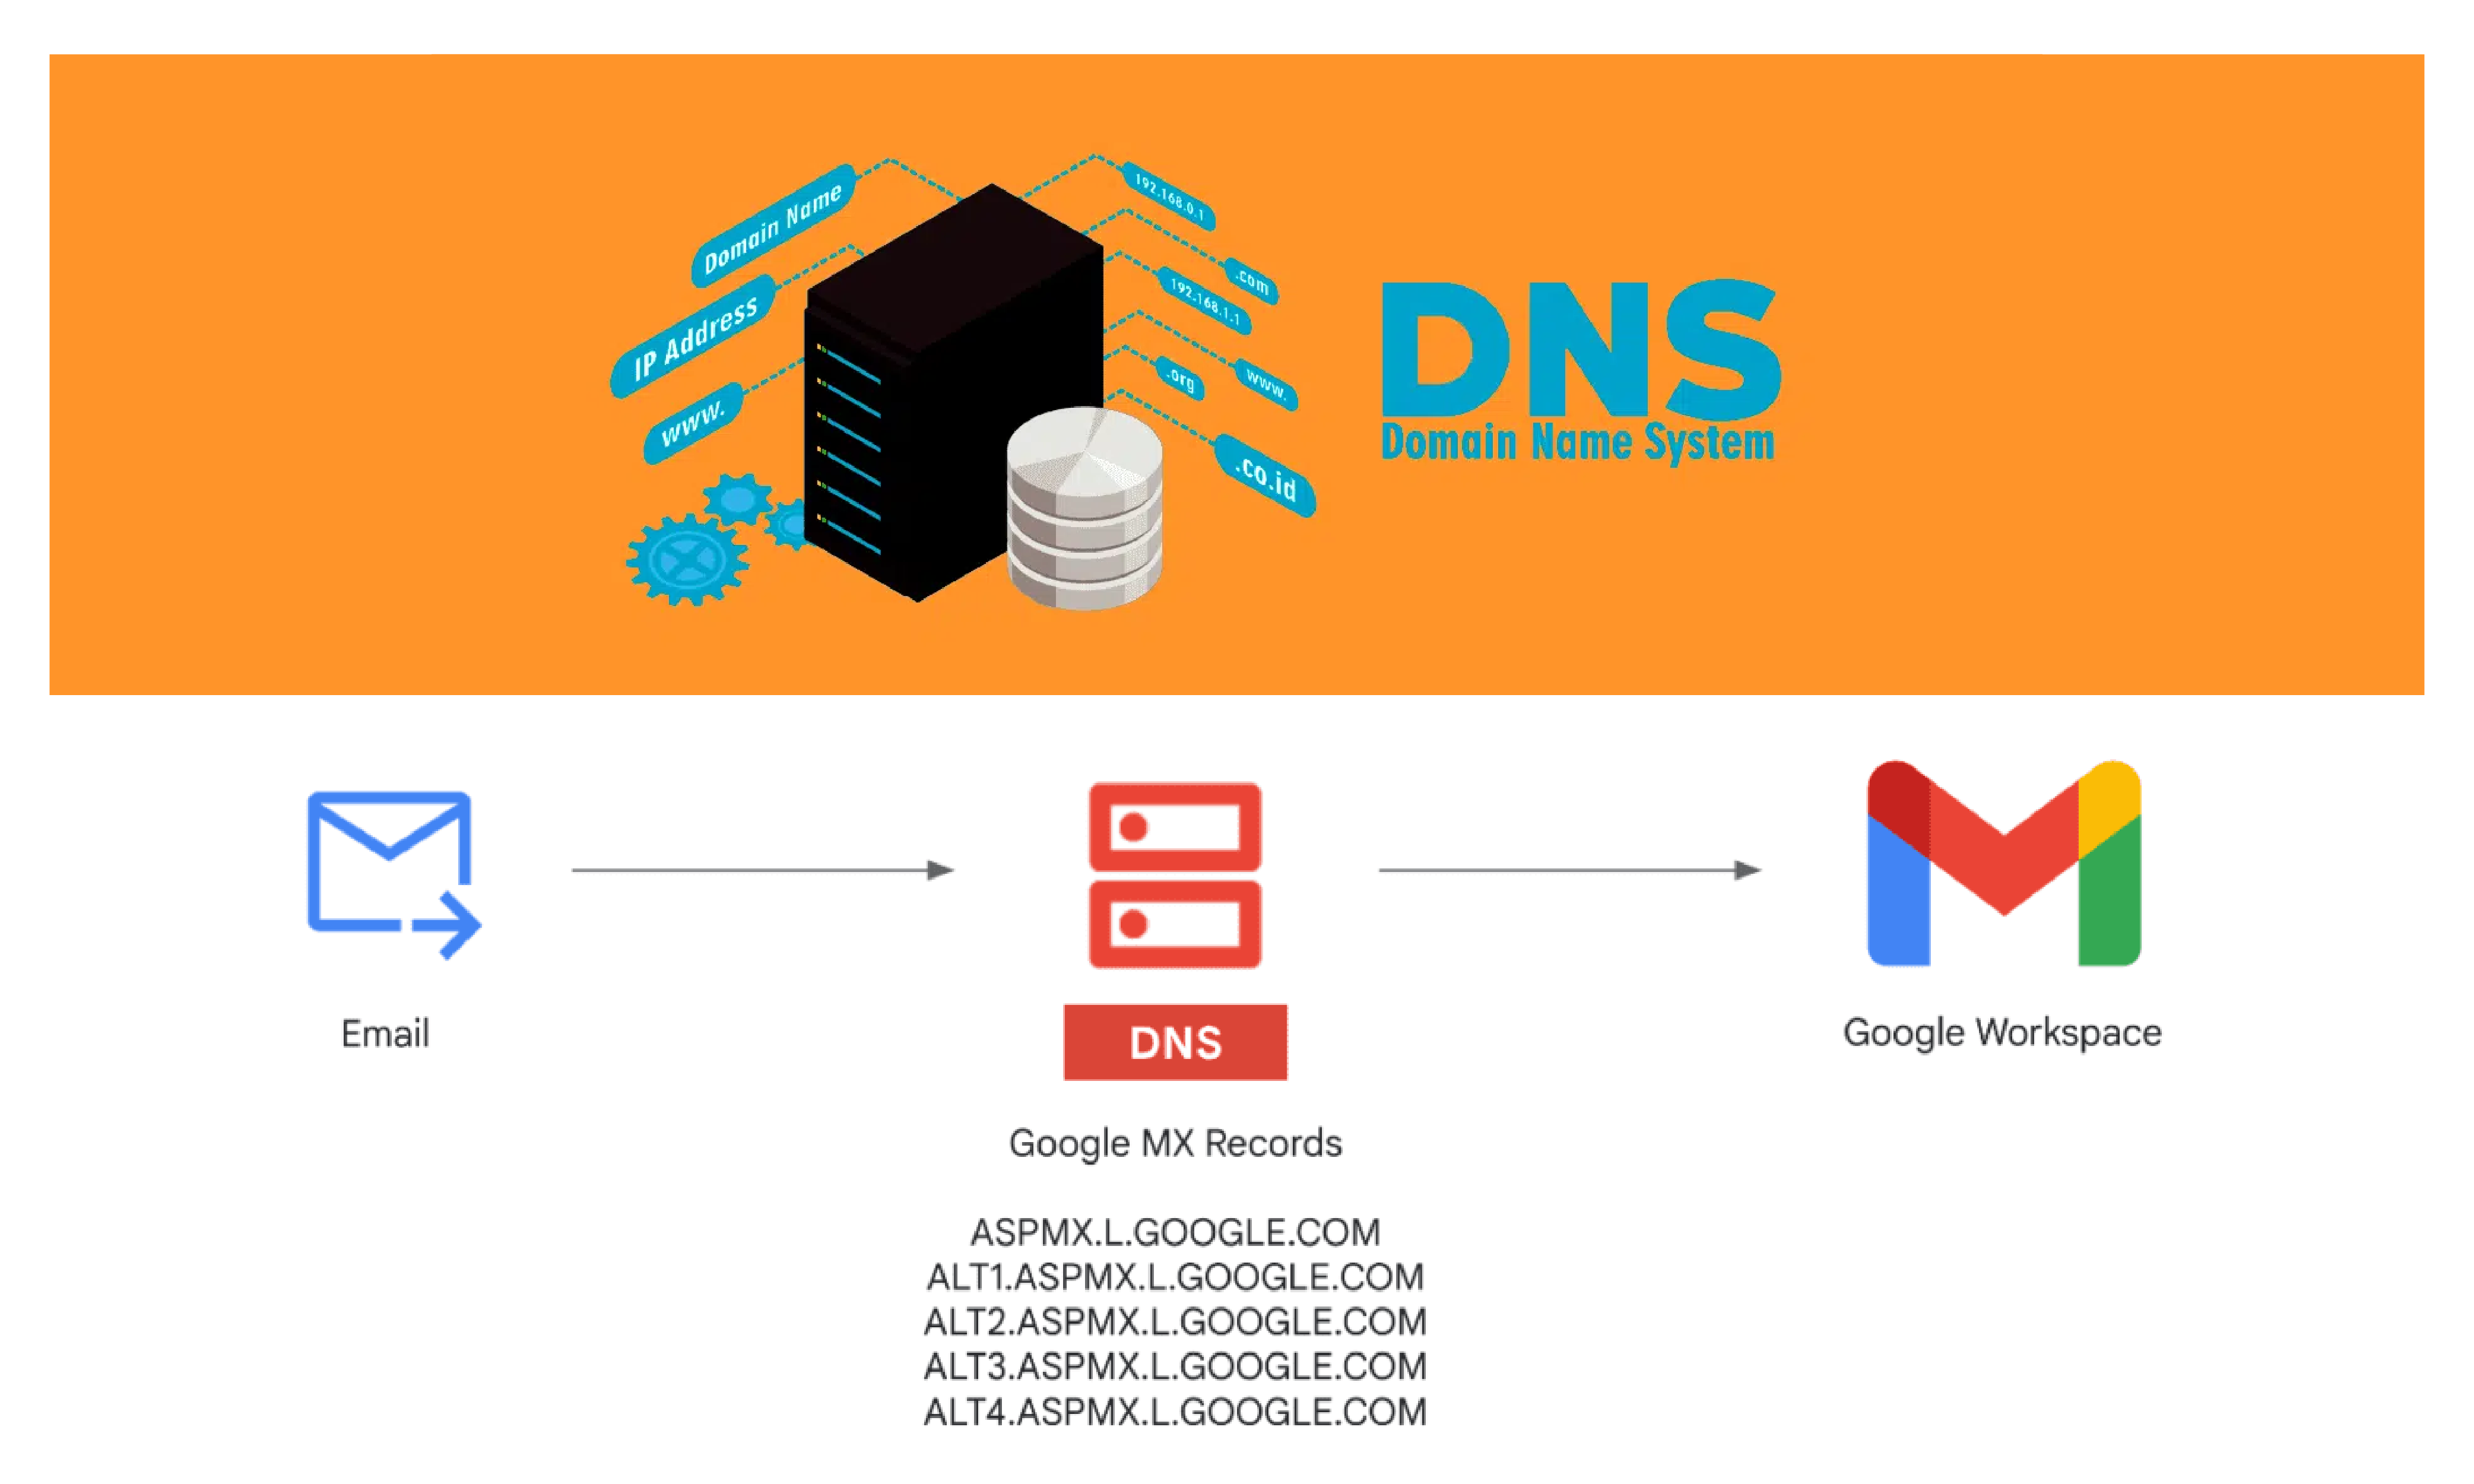 Domain Name
IP Address
www.
192.168.0.1
.com
192.168.1.1
www.
.org
.co.id
DNS
Domain Name System
Email
DNS
Google MX Records
ASPMX.L.GOOGLE.COM
ALT1.ASPMX.L.GOOGLE.COM
ALT2.ASPMX.L.GOOGLE.COM
ALT3.ASPMX.L.GOOGLE.COM
ALT4.ASPMX.L.GOOGLE.COM
Google Workspace